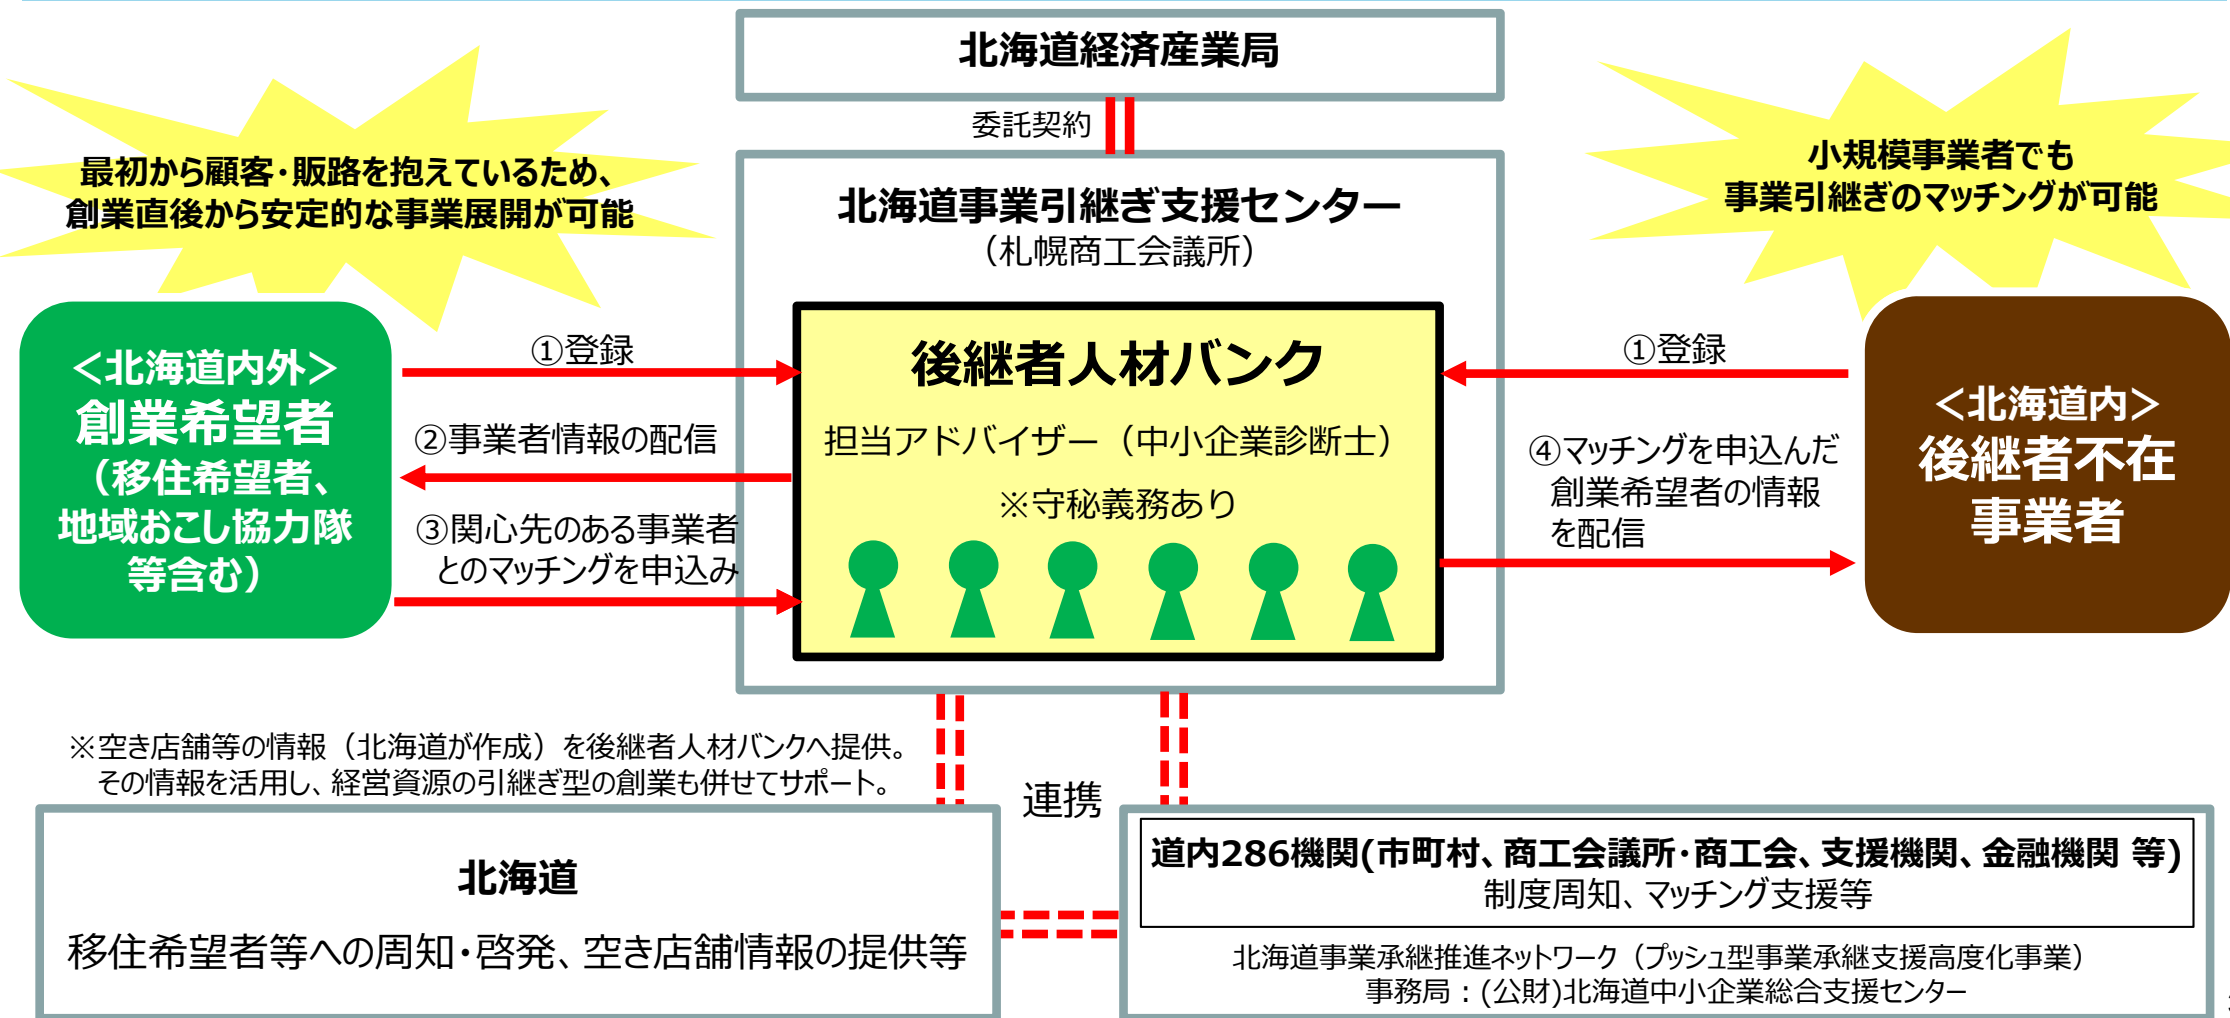 北海道経済産業局
委託契約
最初から顧客・販路を抱えているため、
創業直後から安定的な事業展開が可能
小規模事業者でも
事業引継ぎのマッチングが可能
北海道事業引継ぎ支援センター
（札幌商工会議所）
＜北海道内外＞
創業希望者
（移住希望者、
地域おこし協力隊
等含む）
①登録
②事業者情報の配信
③関心先のある事業者
とのマッチングを申込み
後継者人材バンク
担当アドバイザー（中小企業診断士）
※守秘義務あり
①登録
④マッチングを申込んだ
創業希望者の情報
を配信
＜北海道内＞
後継者不在
事業者
※空き店舗等の情報（北海道が作成）を後継者人材バンクへ提供。
その情報を活用し、経営資源の引継ぎ型の創業も併せてサポート。
連携
北海道
移住希望者等への周知・啓発、空き店舗情報の提供等
道内286機関(市町村、商工会議所・商工会、支援機関、金融機関 等)
制度周知、マッチング支援等
北海道事業承継推進ネットワーク（プッシュ型事業承継支援高度化事業）
事務局：(公財)北海道中小企業総合支援センター